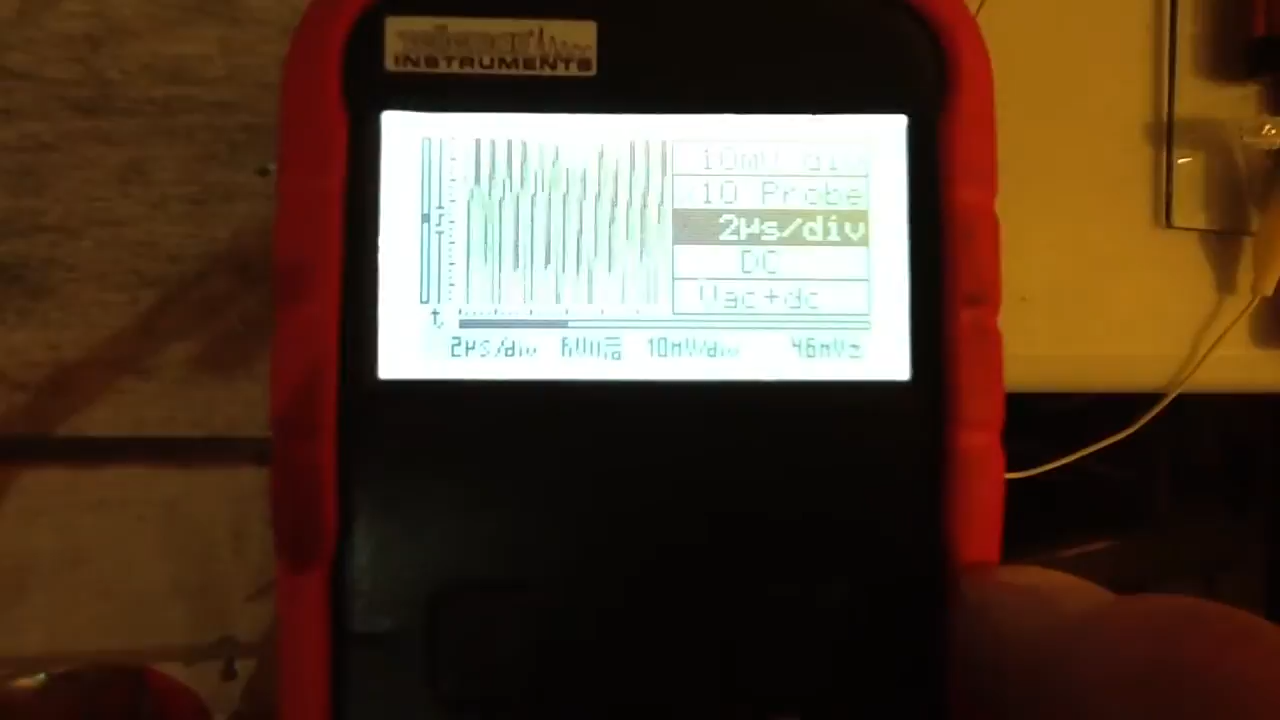 INSTRUMENTS
10mV div
10 Probe
2µs/div
DC
Vac+dc
2µs/div 10mV/div 46mV